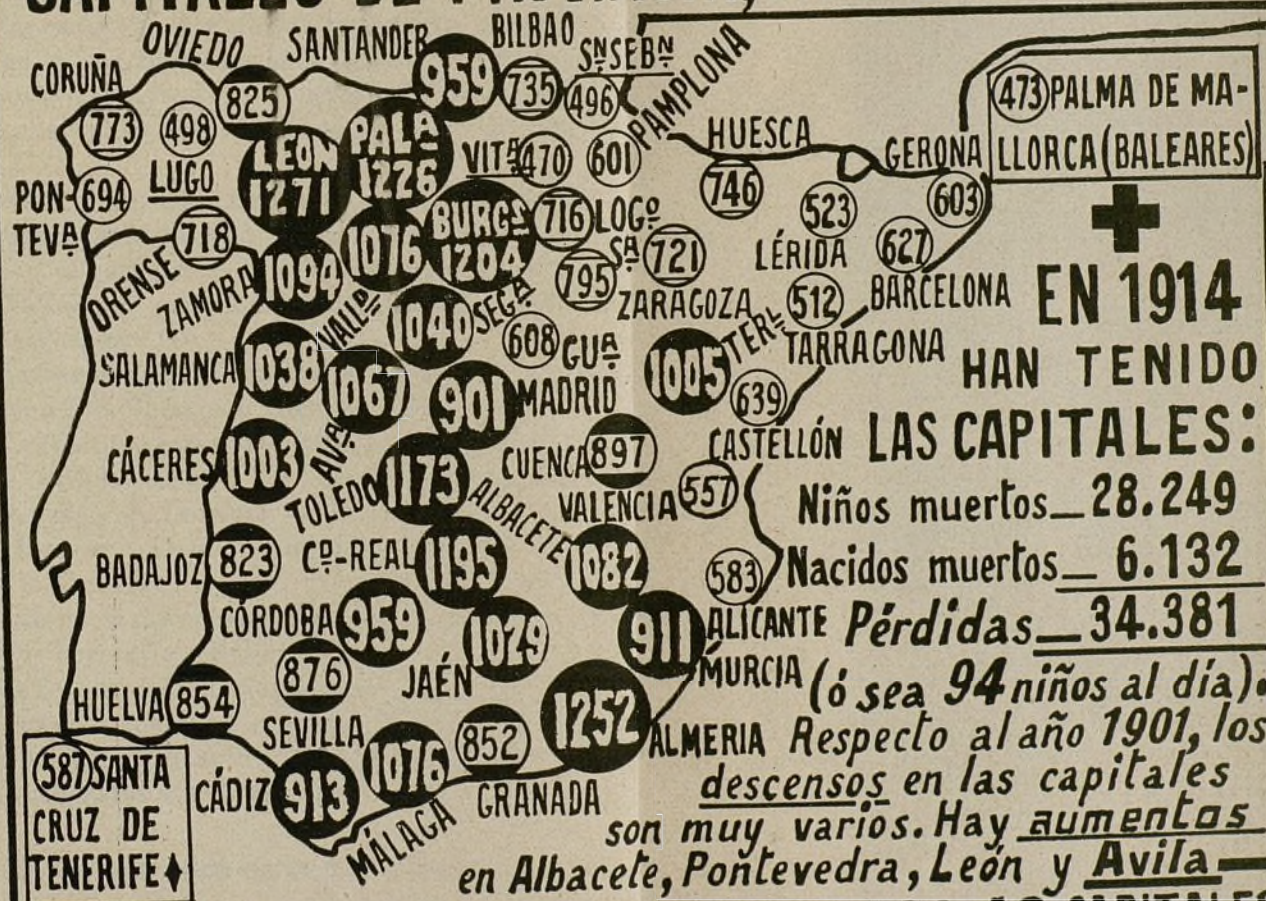 OVIEDO SANTANDER BILBAO Sⁿ SEBⁿ PAMPLONA
CORUÑA 825 959 735 496
773 498 LEON 1271 PALª 1226 VITª 470 601 HUESCA GERONA
473 PALMA DE MA-
LLORCA (BALEARES)
PON-
TEVª 694 LUGO 746 523 603
ORENSE 718 1076 BURGˢ 1204 716 LOGº LÉRIDA 627
ZAMORA 1094 VALLᴰ 795 Sª 721 ZARAGOZA 512 BARCELONA
1040 SEGª 608 GUª 1005 TERᴸ TARRAGONA
SALAMANCA 1038 1067 901 MADRID 639
CÁCERES 1003 AVª CUENCA 897 CASTELLÓN
TOLEDO 1173 ALBACETE VALENCIA 557
BADAJOZ 823 Cᴰ-REAL 1195 1082 583
CÓRDOBA 959 1029 911 ALICANTE
876 JAÉN MURCIA
HUELVA 854 SEVILLA 1252 ALMERIA
CÁDIZ 913 1076 852
MÁLAGA GRANADA
587 SANTA
CRUZ DE
TENERIFE
EN 1914
HAN TENIDO
LAS CAPITALES:
Niños muertos_28.249
Nacidos muertos_ 6.132
Pérdidas_34.381
(ó sea 94 niños al día).
Respecto al año 1901, los
descensos en las capitales
son muy varios. Hay aumentos
en Albacete, Pontevedra, León y Avila